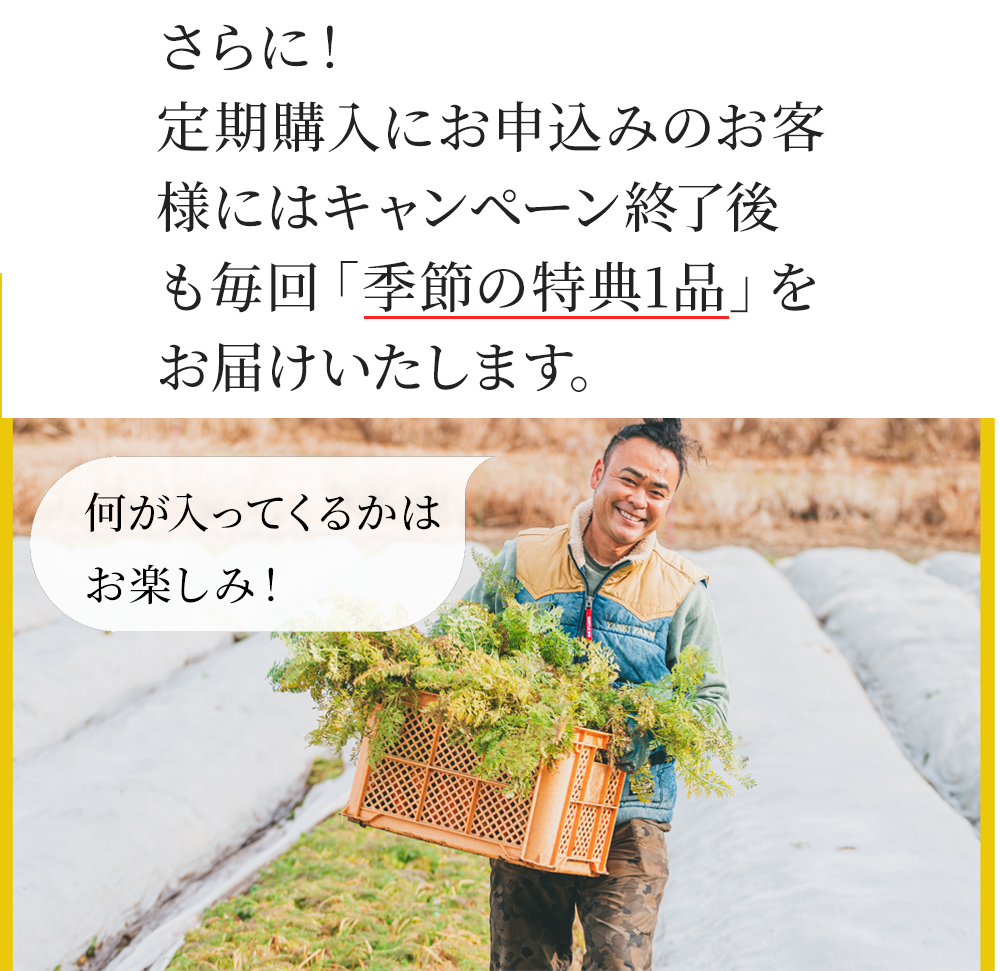 さらに！
定期購入にお申込みのお客
様にはキャンペーン終了後
も毎回「季節の特典1品」を
お届けいたします。
何が入ってくるかは
お楽しみ！